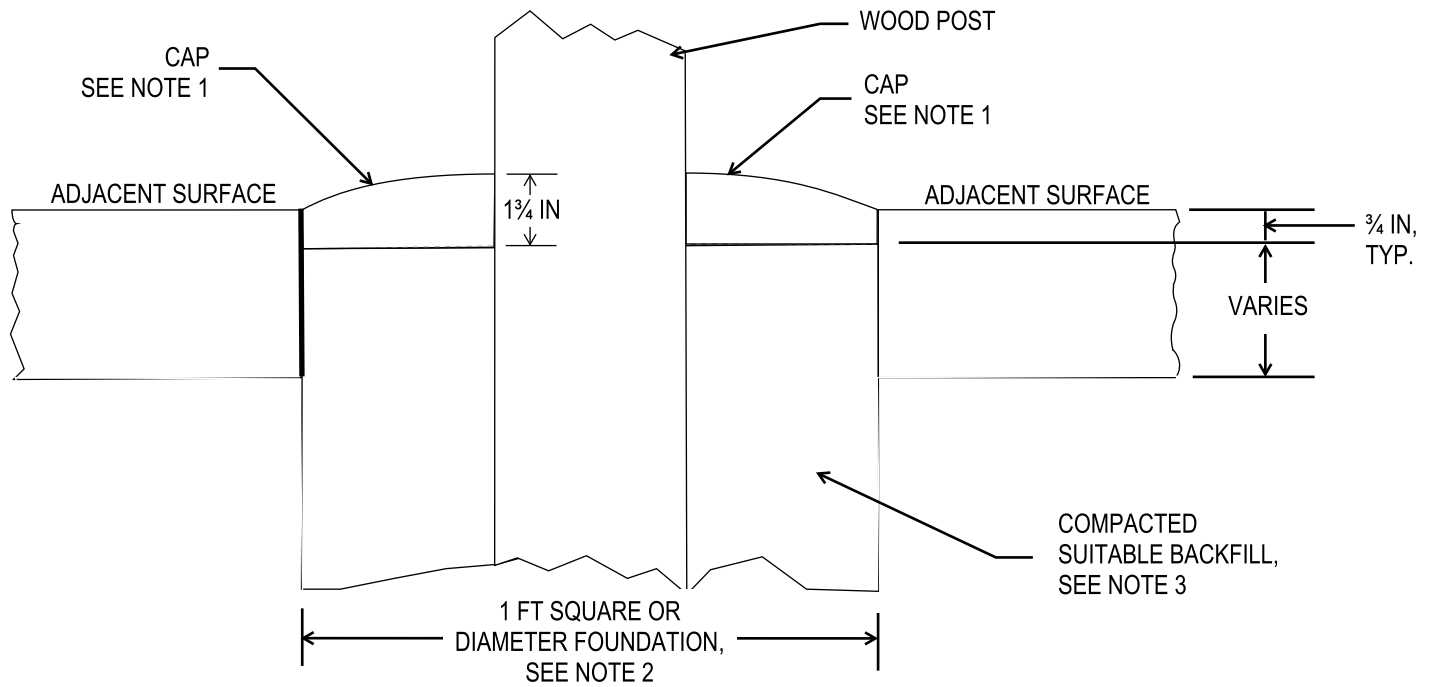 WOOD POST
CAP
SEE NOTE 1
CAP
SEE NOTE 1
ADJACENT SURFACE
1¾ IN
ADJACENT SURFACE
¾ IN,
TYP.
VARIES
COMPACTED
SUITABLE BACKFILL,
SEE NOTE 3
1 FT SQUARE OR
DIAMETER FOUNDATION,
SEE NOTE 2